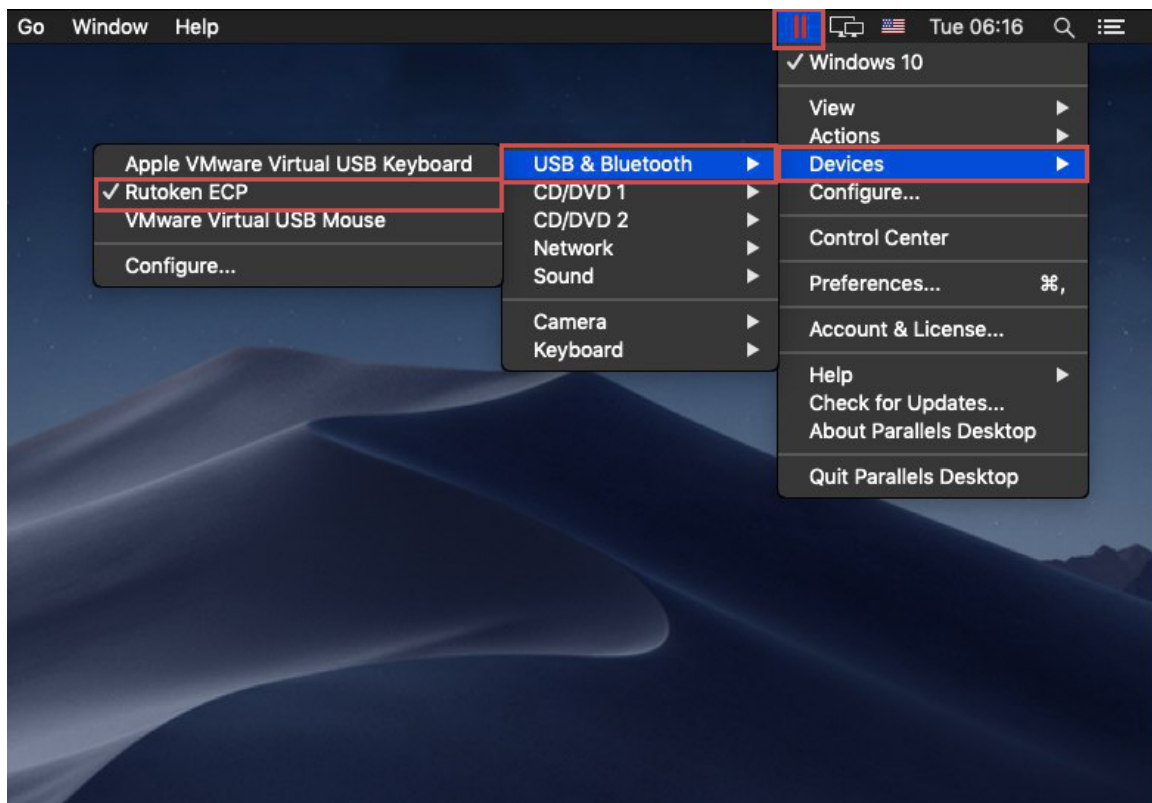 Go Window Help Tue 06:16
✓ Windows 10
View
Actions
Devices
Configure...
Control Center
Preferences... ⌘,
Account & License...
Help
Check for Updates...
About Parallels Desktop
Quit Parallels Desktop
USB & Bluetooth
CD/DVD 1
CD/DVD 2
Network
Sound
Camera
Keyboard
Apple VMware Virtual USB Keyboard
✓ Rutoken ECP
VMware Virtual USB Mouse
Configure...